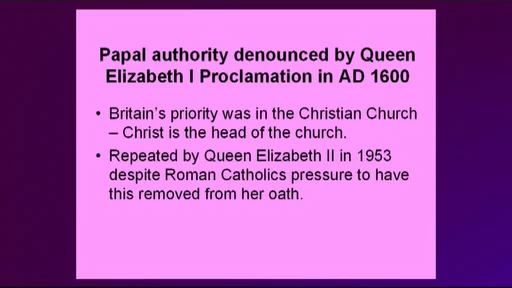 Papal authority denounced by Queen
Elizabeth I Proclamation in AD 1600
• Britain's priority was in the Christian Church
– Christ is the head of the church.
• Repeated by Queen Elizabeth II in 1953
despite Roman Catholics pressure to have
this removed from her oath.